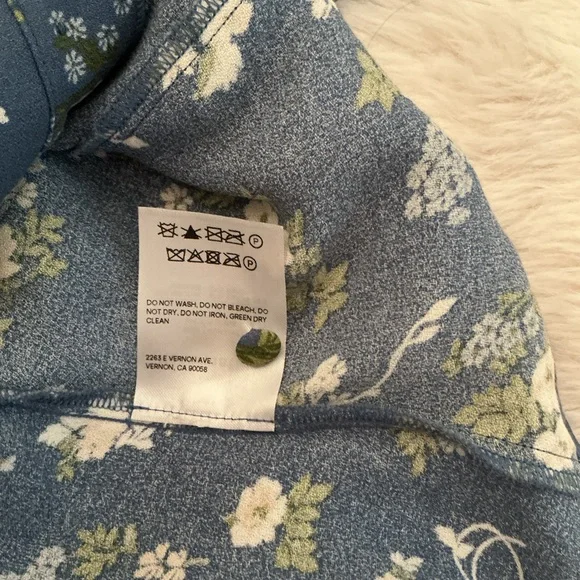 P
P
DO NOT WASH, DO NOT BLEACH, DO
NOT DRY, DO NOT IRON, GREEN DRY
CLEAN
2263 E VERNON AVE,
VERNON, CA 90058